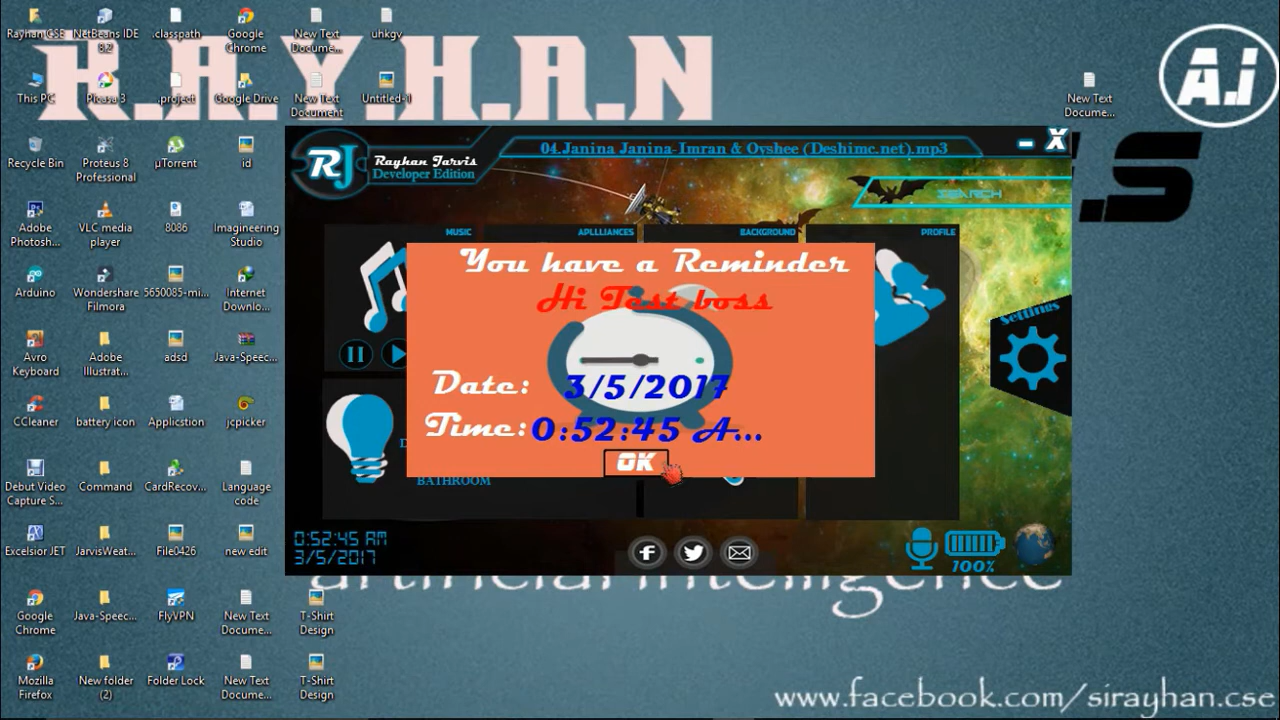 R.A.Y.H.A.N
Rayhan CSE
NetBeans IDE
8.2
.classpath
Google
Chrome
New Text
Docume...
uhkgv
This PC
Picasa 3
.project
Google Drive
New Text
Document
Untitled-1
New Text
Docume...
A.I
Recycle Bin
Proteus 8
Professional
µTorrent
id
Adobe
Photosh...
VLC media
player
8086
Imagineering
Studio
Arduino
Wondershare
Filmora
5650085-mi...
Internet
Downlo...
Avro
Keyboard
Adobe
Illustrat...
adsd
Java-Speec...
CCleaner
battery icon
Application
jcpicker
Debut Video
Capture S...
Command
CardRecov...
Language
code
Excelsior JET
JarvisWeat...
File0426
new edit
Google
Chrome
Java-Speec...
FlyVPN
New Text
Docume...
T-Shirt
Design
Mozilla
Firefox
New folder
(2)
Folder Lock
New Text
Docume...
T-Shirt
Design
RJ
Rayhan Jarvis
Developer Edition
04.Janina Janina-Imran & Oyshee (Deshimc.net).mp3
X
.S
SEARCH
MUSIC
APLLLIANCES
BACKGROUND
PROFILE
You have a Reminder
Hi Test boss
Date: 3/5/2017
Time: 0:52:45 A...
OK
Settings
BATHROOM
0:52:45 AM
3/5/2017
100%
artificial intelligence
www.facebook.com/sirayhan.cse